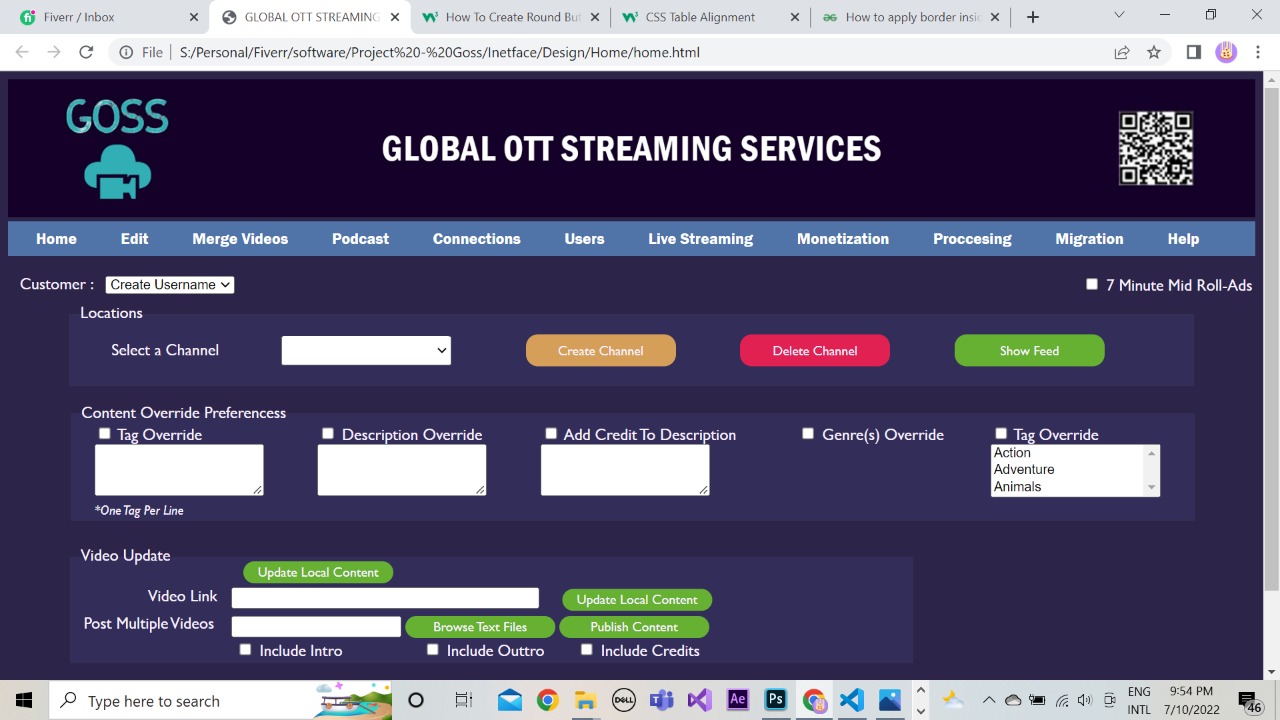 Fiverr / Inbox
GLOBAL OTT STREAMING
How To Create Round But
CSS Table Alignment
How to apply border insid
File
S:/Personal/Fiverr/software/Project%20-%20Goss/Inetface/Design/Home/home.html
GOSS
GLOBAL OTT STREAMING SERVICES
Home Edit Merge Videos Podcast Connections Users Live Streaming Monetization Proccesing Migration Help
Customer : Create Username 7 Minute Mid Roll-Ads
Locations
Select a Channel Create Channel Delete Channel Show Feed
Content Override Preferencess
Tag Override Description Override Add Credit To Description Genre(s) Override Tag Override
Action
Adventure
Animals
*One Tag Per Line
Video Update
Update Local Content
Video Link Update Local Content
Post Multiple Videos Browse Text Files Publish Content
Include Intro Include Outtro Include Credits
Type here to search
DELL
Ae
Ps
ENG
INTL
9:54 PM
7/10/2022
46